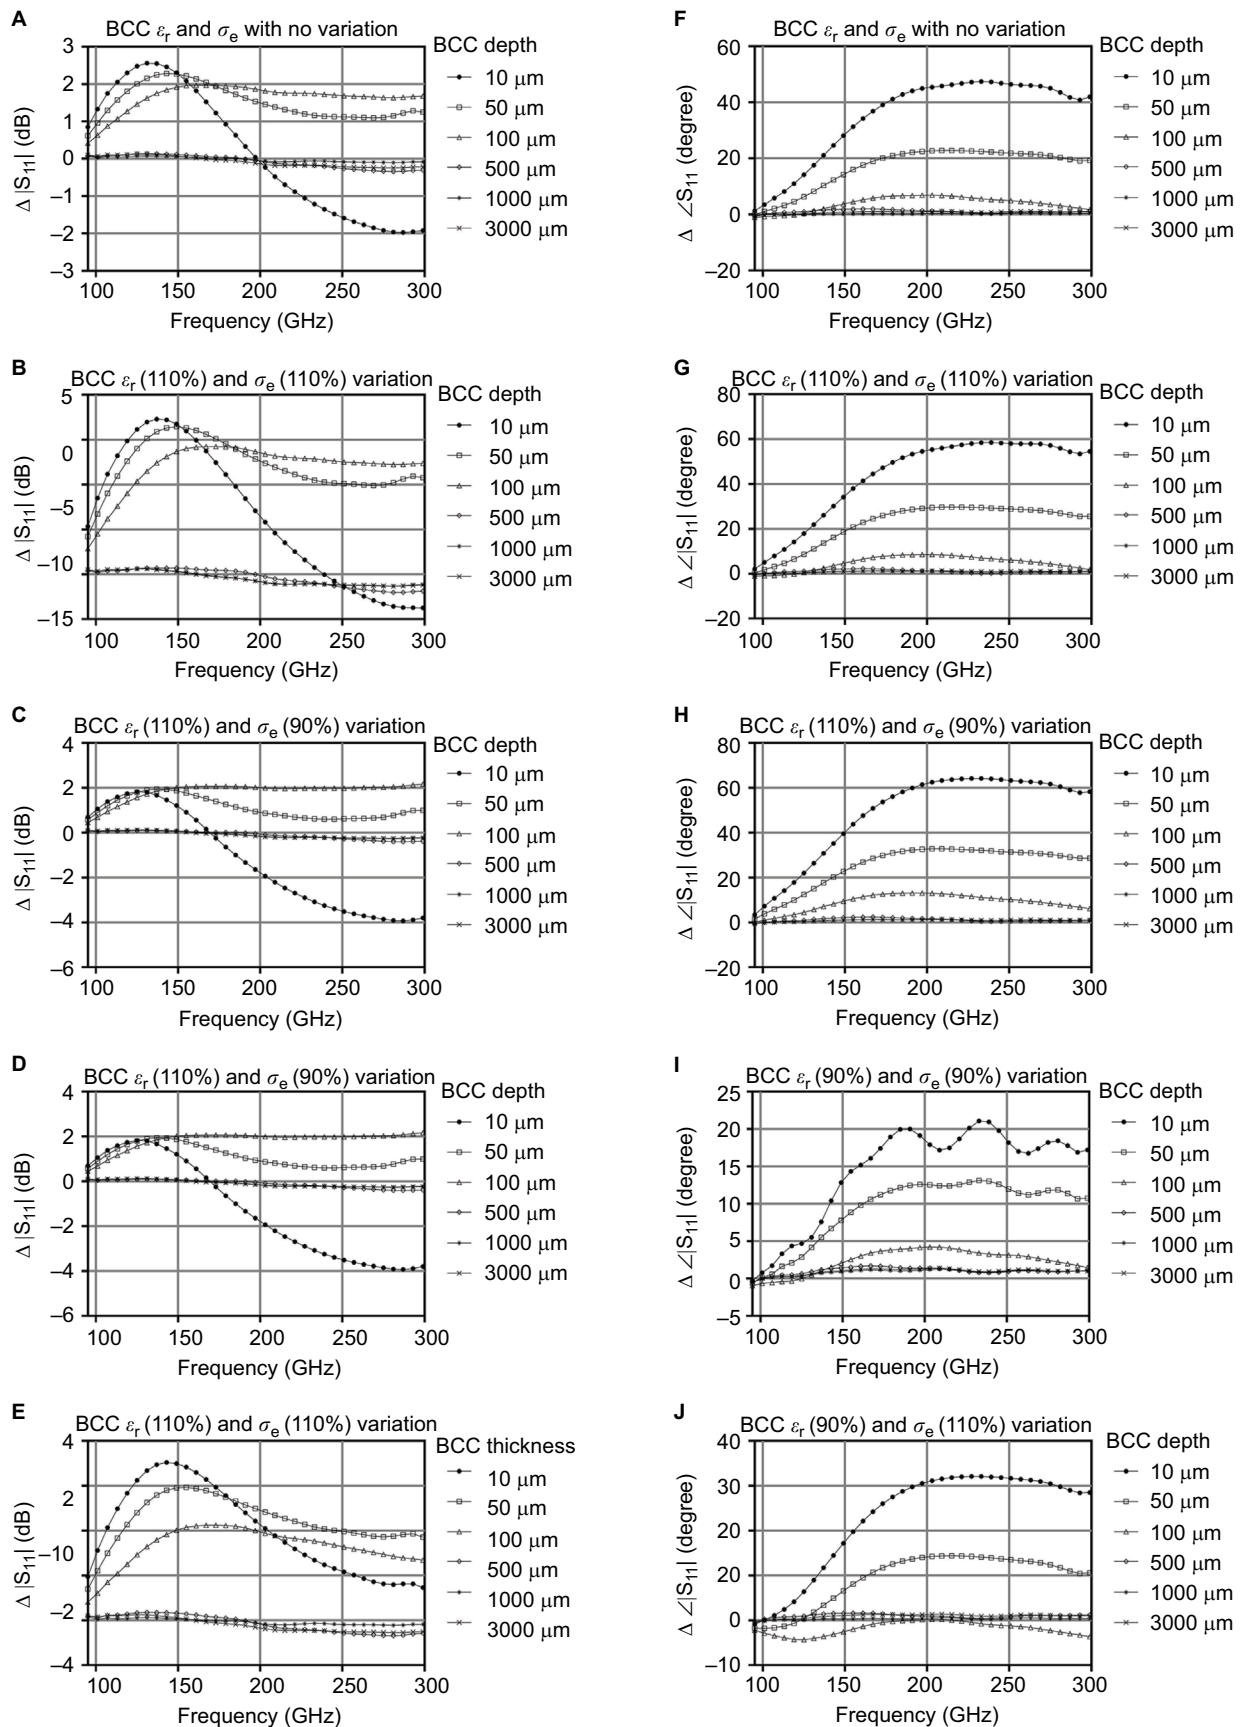 A
BCC εr and σe with no variation
BCC depth
10 μm
50 μm
100 μm
500 μm
1000 μm
3000 μm
3
2
1
0
–1
–2
–3
Δ |S11| (dB)
100 150 200 250 300
Frequency (GHz)
F
BCC εr and σe with no variation
BCC depth
10 μm
50 μm
100 μm
500 μm
1000 μm
3000 μm
60
40
20
0
–20
Δ ∠S11 (degree)
100 150 200 250 300
Frequency (GHz)
B
BCC εr (110%) and σe (110%) variation
BCC depth
10 μm
50 μm
100 μm
500 μm
1000 μm
3000 μm
5
0
–5
–10
–15
Δ |S11| (dB)
100 150 200 250 300
Frequency (GHz)
G
BCC εr (110%) and σe (110%) variation
BCC depth
10 μm
50 μm
100 μm
500 μm
1000 μm
3000 μm
80
60
40
20
0
–20
Δ ∠|S11| (degree)
100 150 200 250 300
Frequency (GHz)
C
BCC εr (110%) and σe (90%) variation
BCC depth
10 μm
50 μm
100 μm
500 μm
1000 μm
3000 μm
4
2
0
–2
–4
–6
Δ |S11| (dB)
100 150 200 250 300
Frequency (GHz)
H
BCC εr (110%) and σe (90%) variation
BCC depth
10 μm
50 μm
100 μm
500 μm
1000 μm
3000 μm
80
60
40
20
0
–20
Δ ∠|S11| (degree)
100 150 200 250 300
Frequency (GHz)
D
BCC εr (110%) and σe (90%) variation
BCC depth
10 μm
50 μm
100 μm
500 μm
1000 μm
3000 μm
4
2
0
–2
–4
–6
Δ |S11| (dB)
100 150 200 250 300
Frequency (GHz)
I
BCC εr (90%) and σe (90%) variation
BCC depth
10 μm
50 μm
100 μm
500 μm
1000 μm
3000 μm
25
20
15
10
5
0
–5
Δ ∠|S11| (degree)
100 150 200 250 300
Frequency (GHz)
E
BCC εr (110%) and σe (110%) variation
BCC thickness
10 μm
50 μm
100 μm
500 μm
1000 μm
3000 μm
4
2
–10
–2
–4
Δ |S11| (dB)
100 150 200 250 300
Frequency (GHz)
J
BCC εr (90%) and σe (110%) variation
BCC depth
10 μm
50 μm
100 μm
500 μm
1000 μm
3000 μm
40
30
20
20
0
–10
Δ ∠|S11| (degree)
100 150 200 250 300
Frequency (GHz)